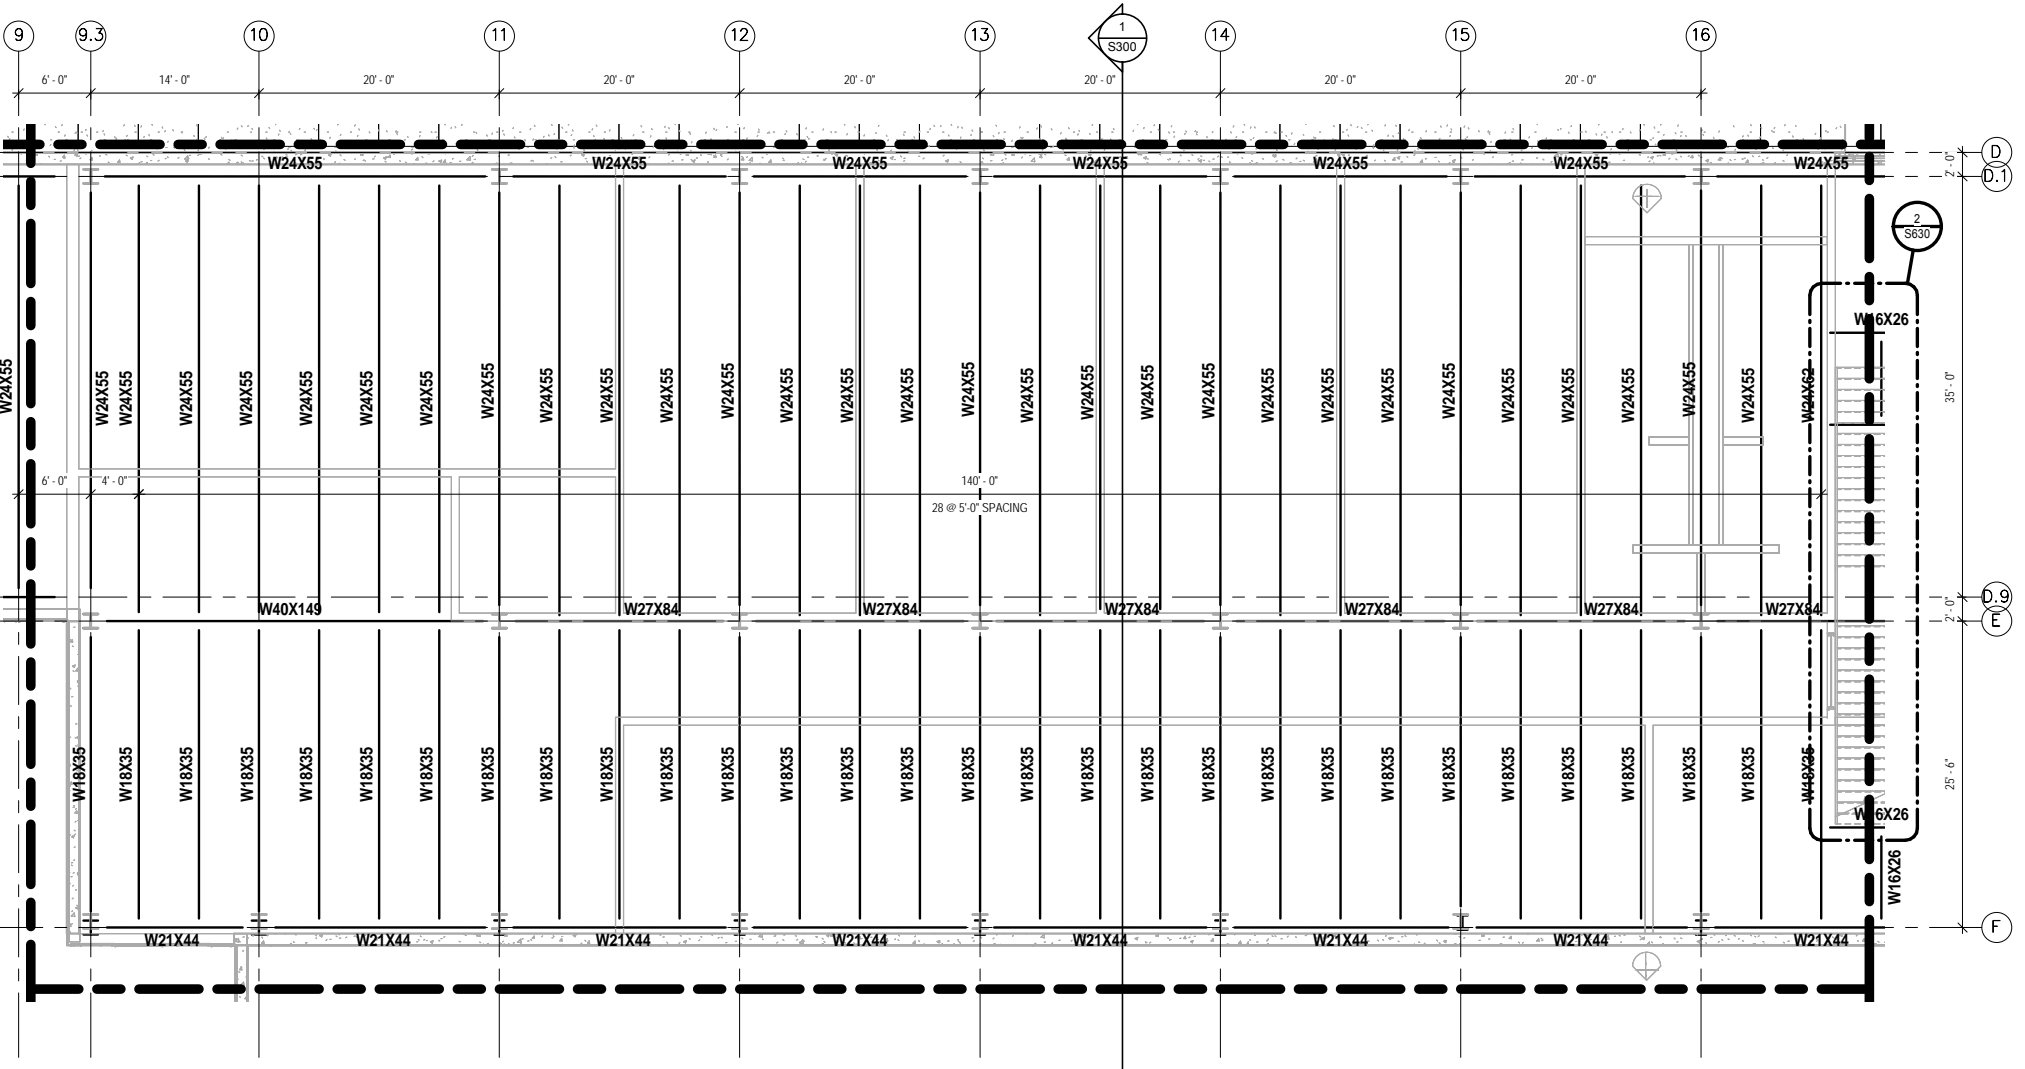 9 9.3 10 11 12 13 14 15 16
1
S300
6' - 0" 14' - 0" 20' - 0" 20' - 0" 20' - 0" 20' - 0" 20' - 0" 20' - 0"
D
W24X55 W24X55 W24X55 W24X55 W24X55 W24X55 W24X55
2' - 0"
D.1
2
S630
W16X26
W24X55 W24X55 W24X55 W24X55 W24X55 W24X55 W24X55 W24X55 W24X55 W24X55 W24X55 W24X55 W24X55 W24X55 W24X55 W24X55 W24X55 W24X55 W24X55 W24X55 W24X55 W24X55 W24X55 W24X55 W24X55 W24X55 W24X55 W24X55 W24X55 W24X55 W24X62
35' - 0"
6' - 0" 4' - 0" 140' - 0"
28 @ 5'-0" SPACING
D.9
W40X149 W27X84 W27X84 W27X84 W27X84 W27X84 W27X84
2' - 0"
E
W18X35 W18X35 W18X35 W18X35 W18X35 W18X35 W18X35 W18X35 W18X35 W18X35 W18X35 W18X35 W18X35 W18X35 W18X35 W18X35 W18X35 W18X35 W18X35 W18X35 W18X35 W18X35 W18X35 W18X35 W18X35 W18X35 W18X35 W18X35 W18X35 W18X35
25' - 6"
W16X26
W16X26
F
W21X44 W21X44 W21X44 W21X44 W21X44 W21X44 W21X44 W21X44